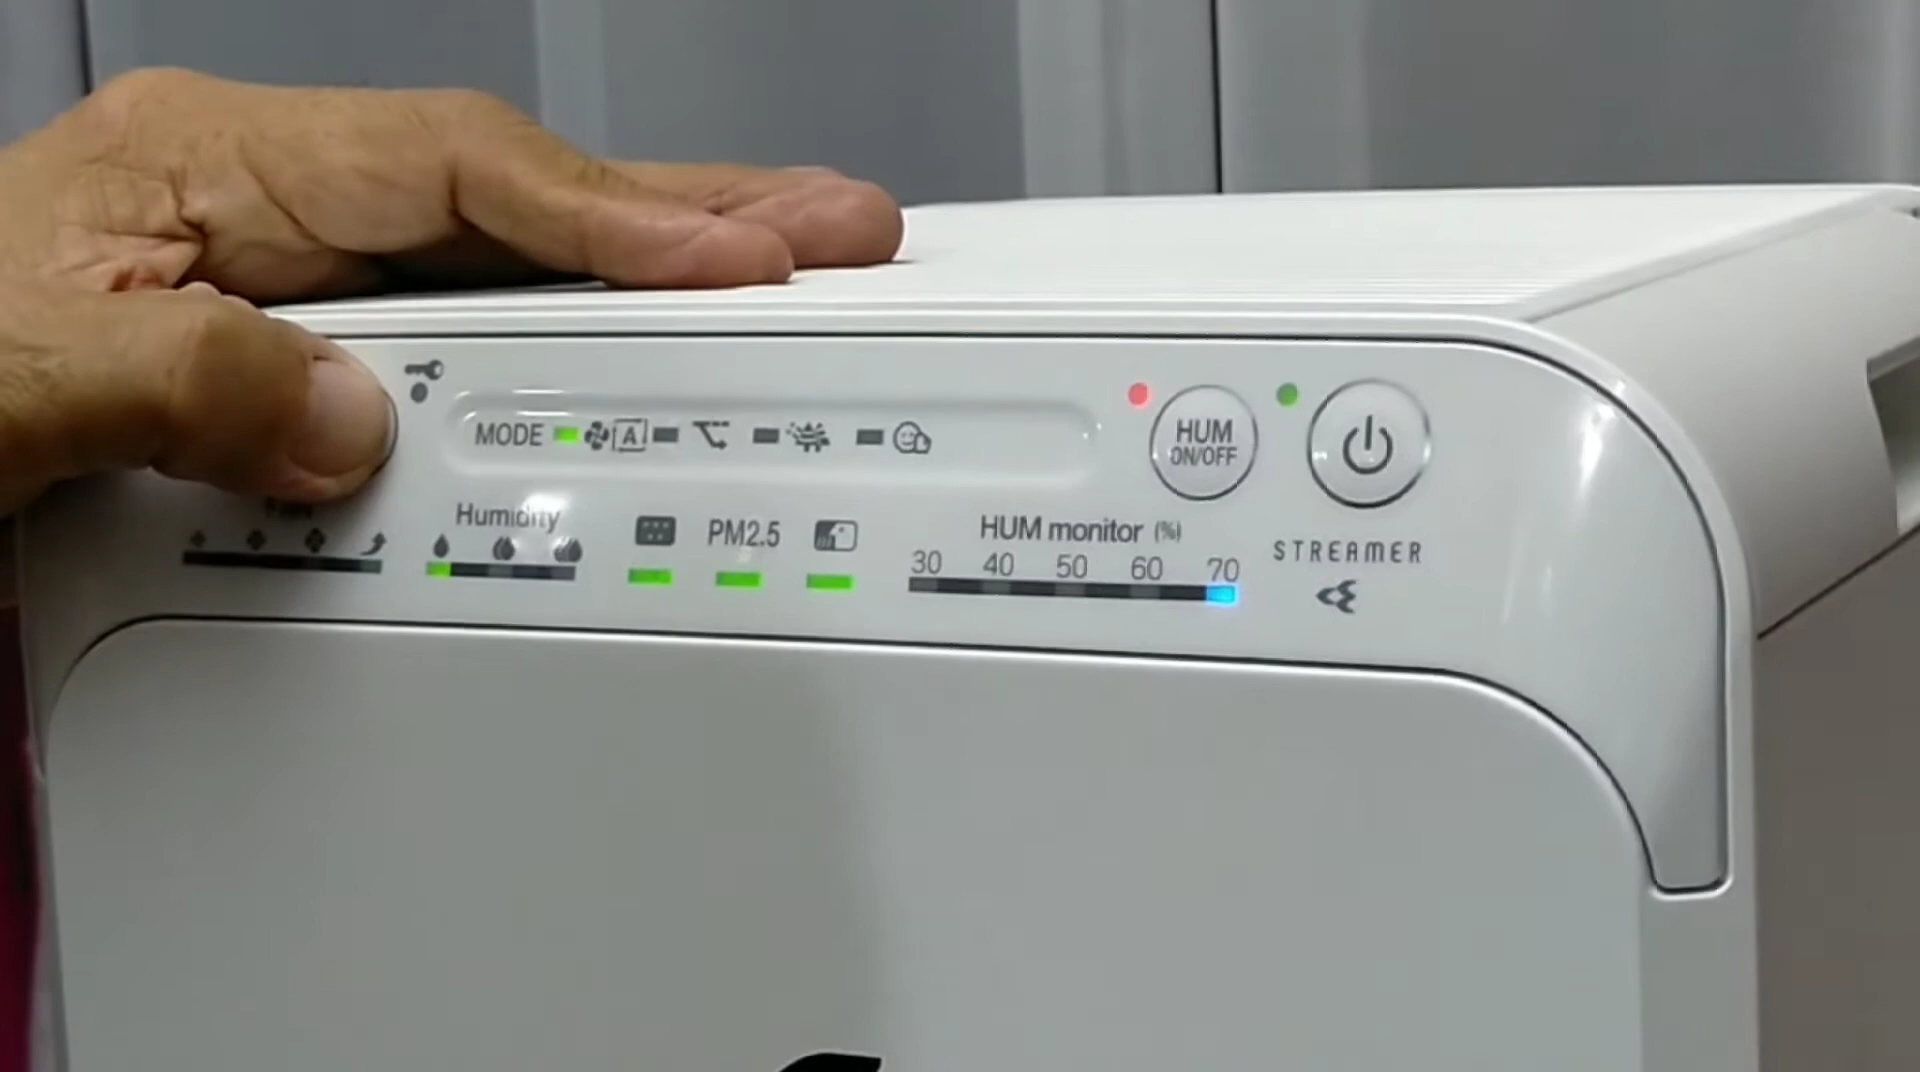 MODE A
HUM
ON/OFF
Humidity
PM2.5
HUM monitor (%)
30 40 50 60 70
STREAMER